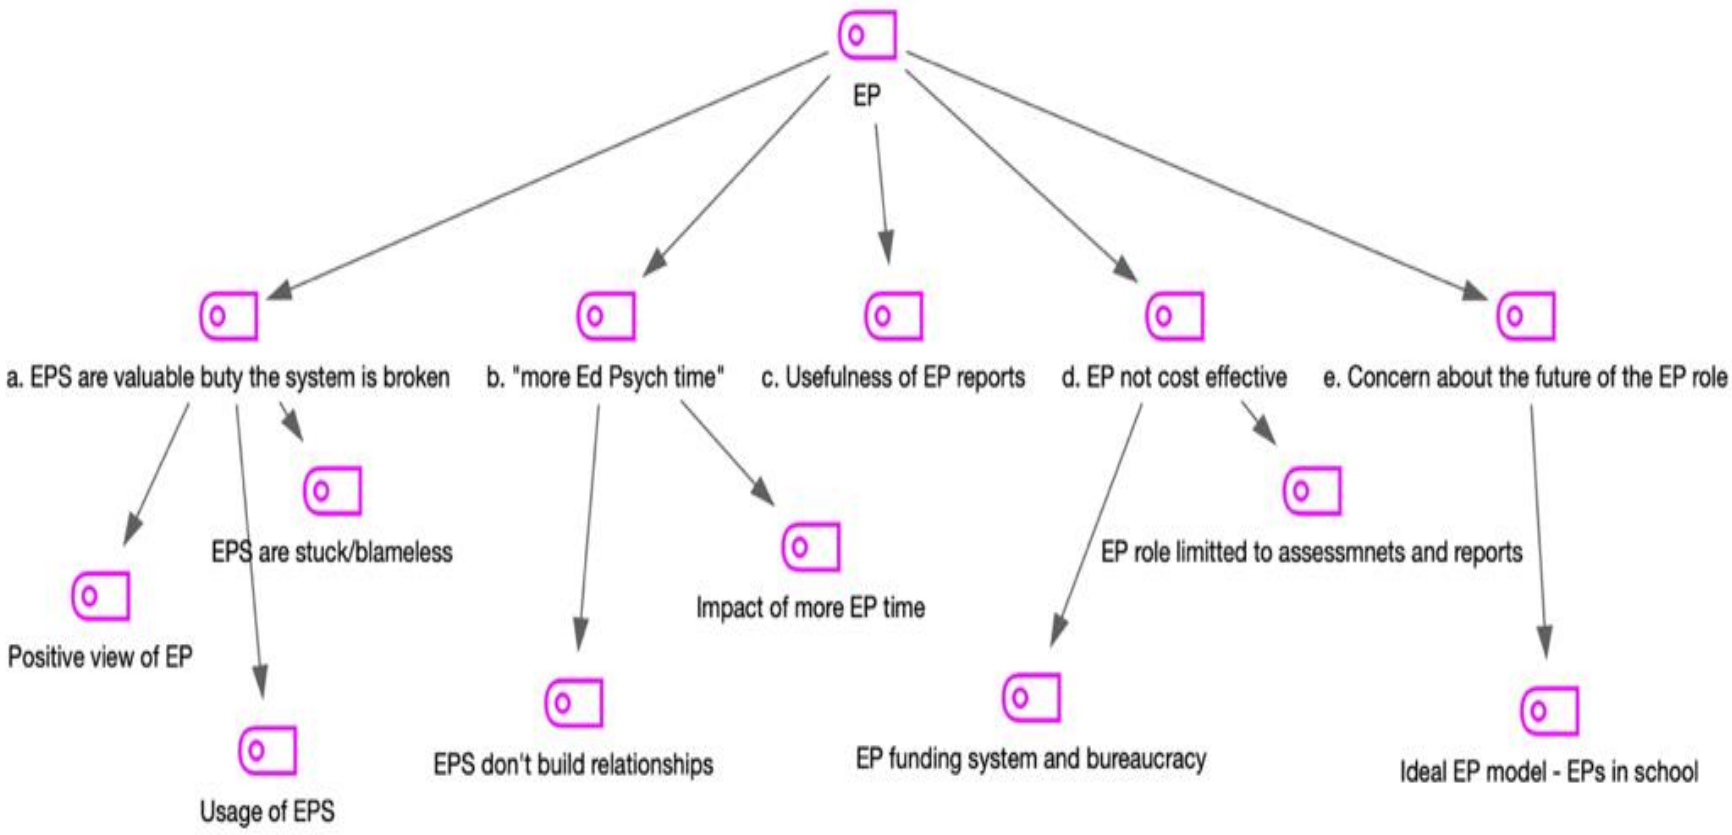 EP
a. EPS are valuable buty the system is broken
b. "more Ed Psych time"
c. Usefulness of EP reports
d. EP not cost effective
e. Concern about the future of the EP role
EPS are stuck/blameless
EP role limitted to assessmnets and reports
Impact of more EP time
Positive view of EP
EPS don't build relationships
EP funding system and bureaucracy
Ideal EP model - EPs in school
Usage of EPS